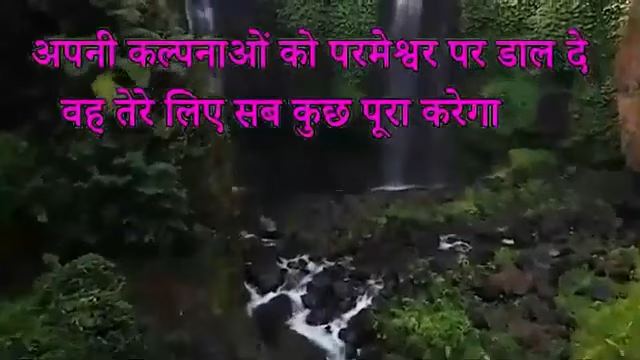 अपनी कल्पनाओं को परमेश्वर पर डाल दे
वह तेरे लिए सब कुछ पूरा करेगा